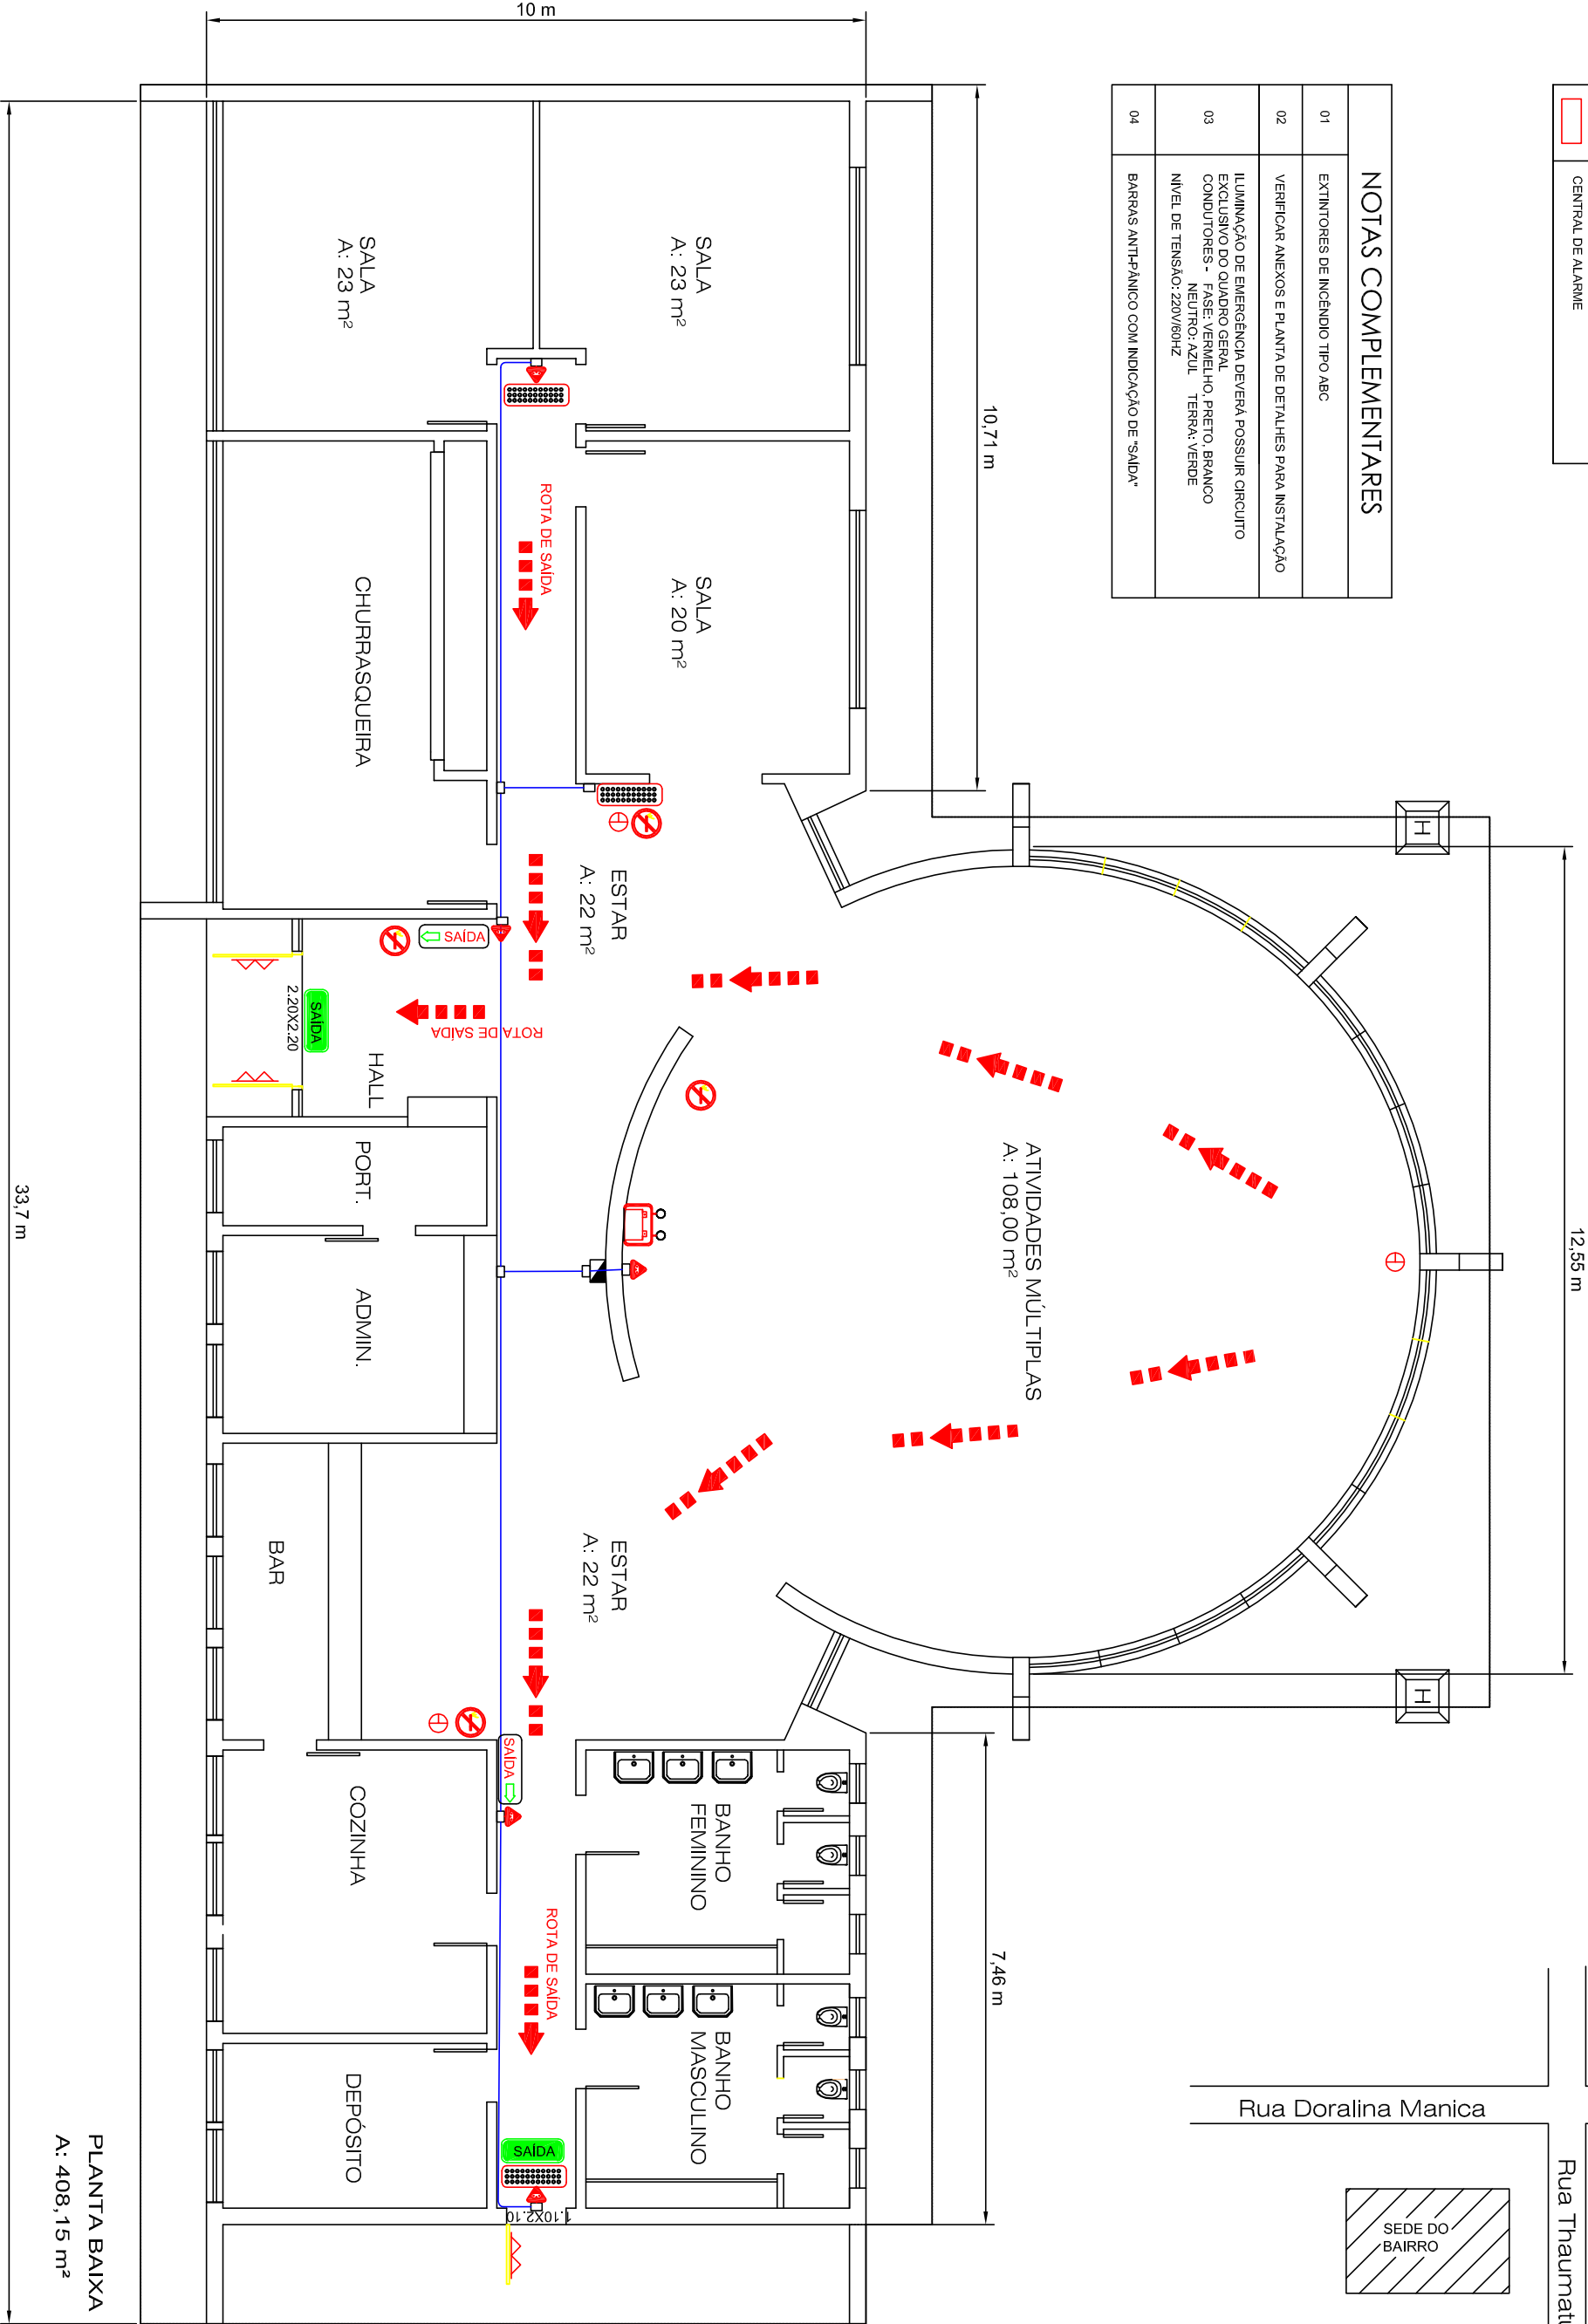 CENTRAL DE ALARME
NOTAS COMPLEMENTARES
01 EXTINTORES DE INCÊNDIO TIPO ABC
02 VERIFICAR ANEXOS E PLANTA DE DETALHES PARA INSTALAÇÃO
03 ILUMINAÇÃO DE EMERGÊNCIA DEVERÁ POSSUIR CIRCUITO
EXCLUSIVO DO QUADRO GERAL
CONDUTORES - FASE: VERMELHO, PRETO, BRANCO
NEUTRO: AZUL TERRA: VERDE
NÍVEL DE TENSÃO: 220V/60HZ
04 BARRAS ANTI-PÂNICO COM INDICAÇÃO DE "SAÍDA"
10 m
10,71 m
12,55 m
7,46 m
33,7 m
H
H
SALA
A: 23 m²
SALA
A: 23 m²
SALA
A: 20 m²
ROTA DE SAÍDA
CHURRASQUEIRA
ESTAR
A: 22 m²
SAÍDA
ROTA DE SAÍDA
SAÍDA
2.20X2.20
HALL
PORT.
ADMIN.
ATIVIDADES MÚLTIPLAS
A: 108,00 m²
BAR
ESTAR
A: 22 m²
SAÍDA
COZINHA
BANHO
FEMININO
ROTA DE SAÍDA
BANHO
MASCULINO
DEPÓSITO
SAÍDA
1.10X2.10
Rua Doralina Manica
SEDE DO
BAIRRO
PLANTA BAIXA
A: 408,15 m²